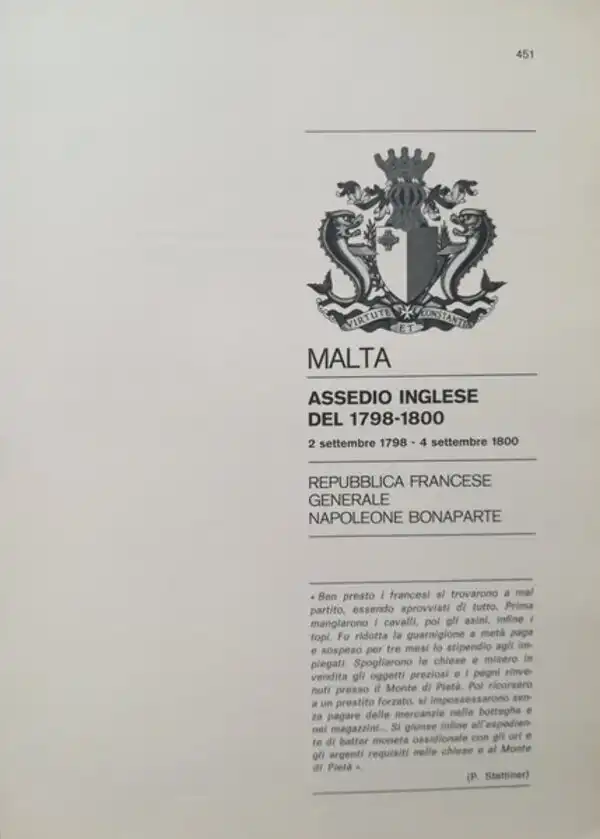 451
VIRTUTE ET CONSTANTIA
MALTA
ASSEDIO INGLESE
DEL 1798-1800
2 settembre 1798 - 4 settembre 1800
REPUBBLICA FRANCESE
GENERALE
NAPOLEONE BONAPARTE
« Ben presto i francesi si trovarono a mal
partito, essendo sprovvisti di tutto. Prima
mangiarono i cavalli, poi gli asini, infine i
topi. Fu ridotta la guarnigione a metà paga
e sospeso per tre mesi lo stipendio agli im-
piegati. Spogliarono le chiese e misero in
vendita gli oggetti preziosi e i pegni rinve-
nuti presso il Monte di Pietà. Poi ricorsero
a un prestito forzato, si impossessarono sen-
za pagare delle mercanzie nelle botteghe e
nei magazzini... Si giunse infine all'espedien-
te di batter moneta ossidionale con gli ori e
gli argenti requisiti nelle chiese e al Monte
di Pietà ».
(P. Stettiner)